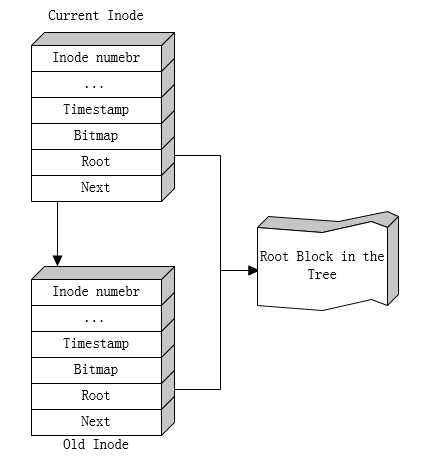 Current Inode
Inode numebr
...
Timestamp
Bitmap
Root
Next
Root Block in the
Tree
Inode numebr
...
Timestamp
Bitmap
Root
Next
Old Inode